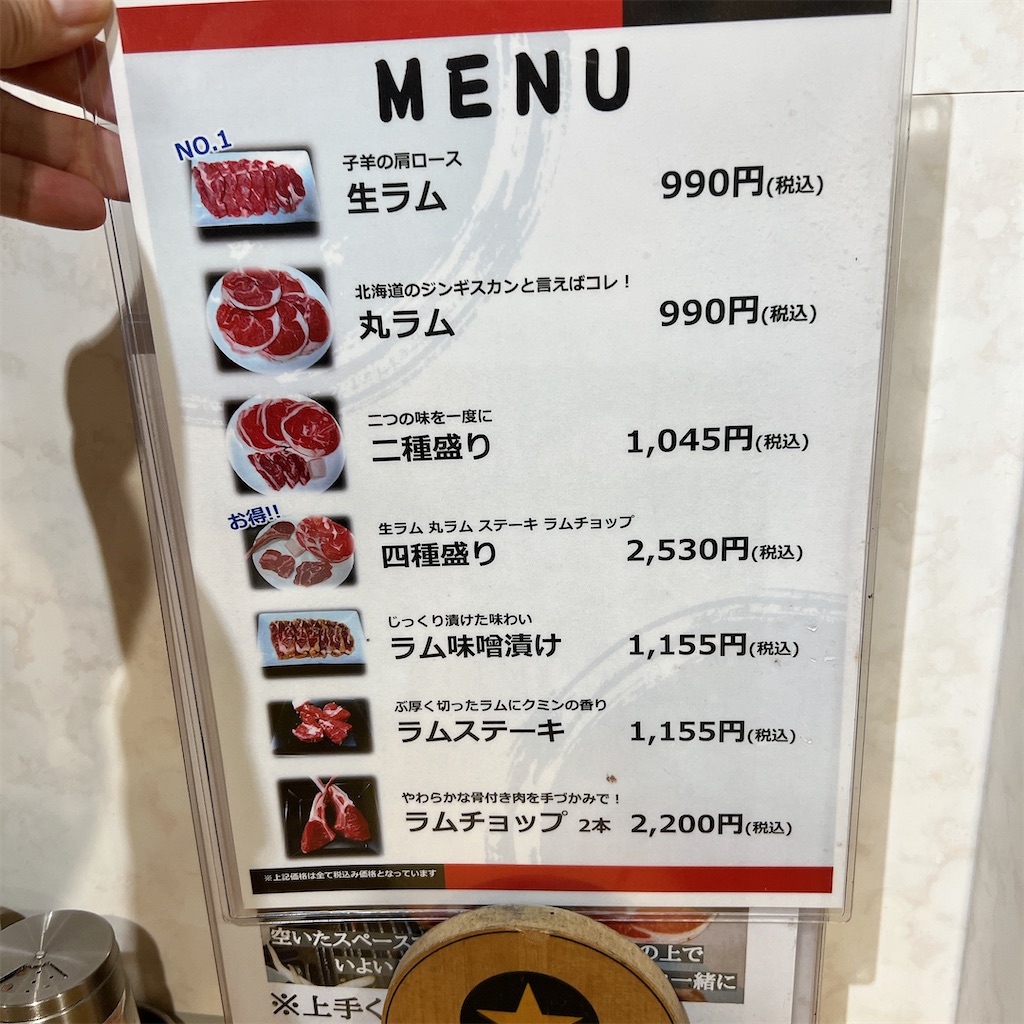 MENU
NO.1
子羊の肩ロース
生ラム 990円(税込)
北海道のジンギスカンと言えばコレ！
丸ラム 990円(税込)
二つの味を一度に
二種盛り 1,045円(税込)
お得!!
生ラム 丸ラム ステーキ ラムチョップ
四種盛り 2,530円(税込)
じっくり漬けた味わい
ラム味噌漬け 1,155円(税込)
ぶ厚く切ったラムにクミンの香り
ラムステーキ 1,155円(税込)
やわらかな骨付き肉を手づかみで！
ラムチョップ 2本 2,200円(税込)
※上記価格は全て税込み価格となっています
空いたスペース
の上で
いよい
一緒に
※上手く